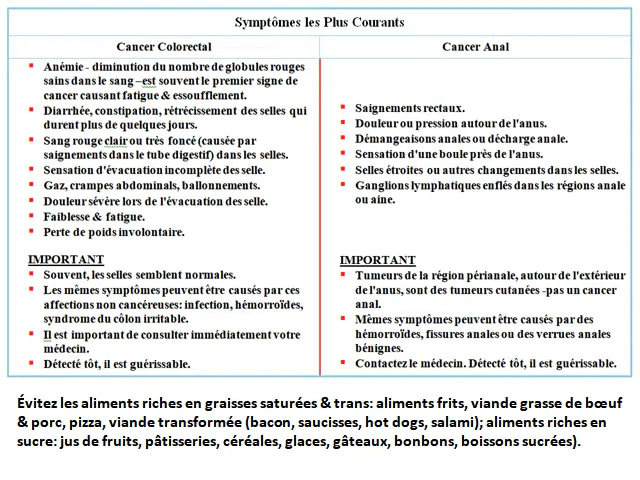 Symptômes les Plus Courants
Cancer Colorectal
Anémie - diminution du nombre de globules rouges
sains dans le sang –est souvent le premier signe de
cancer causant fatigue & essoufflement.
Diarrhée, constipation, rétrécissement des selles qui
durent plus de quelques jours.
Sang rouge clair ou très foncé (causée par
saignements dans le tube digestif) dans les selles.
Sensation d'évacuation incomplète des selle.
Gaz, crampes abdominals, ballonnements.
Douleur sévère lors de l'évacuation des selle.
Faiblesse & fatigue.
Perte de poids involontaire.
IMPORTANT
Souvent, les selles semblent normales.
Les mêmes symptômes peuvent être causés par ces
affections non cancéreuses: infection, hémorroïdes,
syndrome du côlon irritable.
Il est important de consulter immédiatement votre
médecin.
Détecté tôt, il est guérissable.
Cancer Anal
Saignements rectaux.
Douleur ou pression autour de l'anus.
Démangeaisons anales ou décharge anale.
Sensation d'une boule près de l'anus.
Selles étroites ou autres changements dans les selles.
Ganglions lymphatiques enflés dans les régions anale
ou aine.
IMPORTANT
Tumeurs de la région périanale, autour de l'extérieur
de l'anus, sont des tumeurs cutanées -pas un cancer
anal.
Mêmes symptômes peuvent être causés par des
hémorroïdes, fissures anales ou des verrues anales
bénignes.
Contactez le médecin. Détecté tôt, il est guérissable.
Évitez les aliments riches en graisses saturées & trans: aliments frits, viande grasse de bœuf
& porc, pizza, viande transformée (bacon, saucisses, hot dogs, salami); aliments riches en
sucre: jus de fruits, pâtisseries, céréales, glaces, gâteaux, bonbons, boissons sucrées).